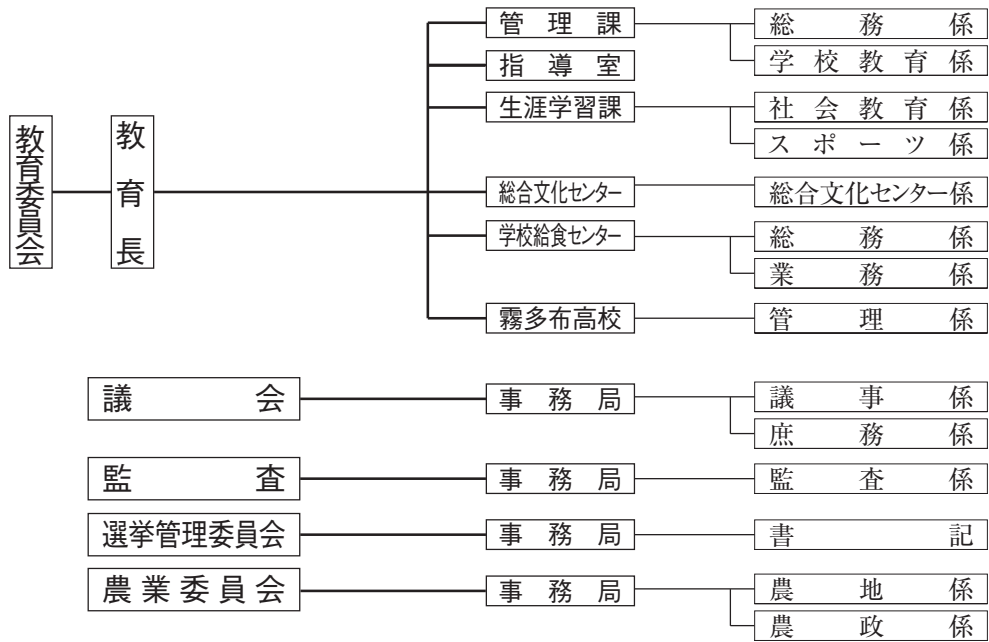 教育委員会
教育長
管理課
総務係
学校教育係
指導室
生涯学習課
社会教育係
スポーツ係
総合文化センター
総合文化センター係
学校給食センター
総務係
業務係
霧多布高校
管理係
議会
事務局
議事係
庶務係
監査
事務局
監査係
選挙管理委員会
事務局
書記
農業委員会
事務局
農地係
農政係